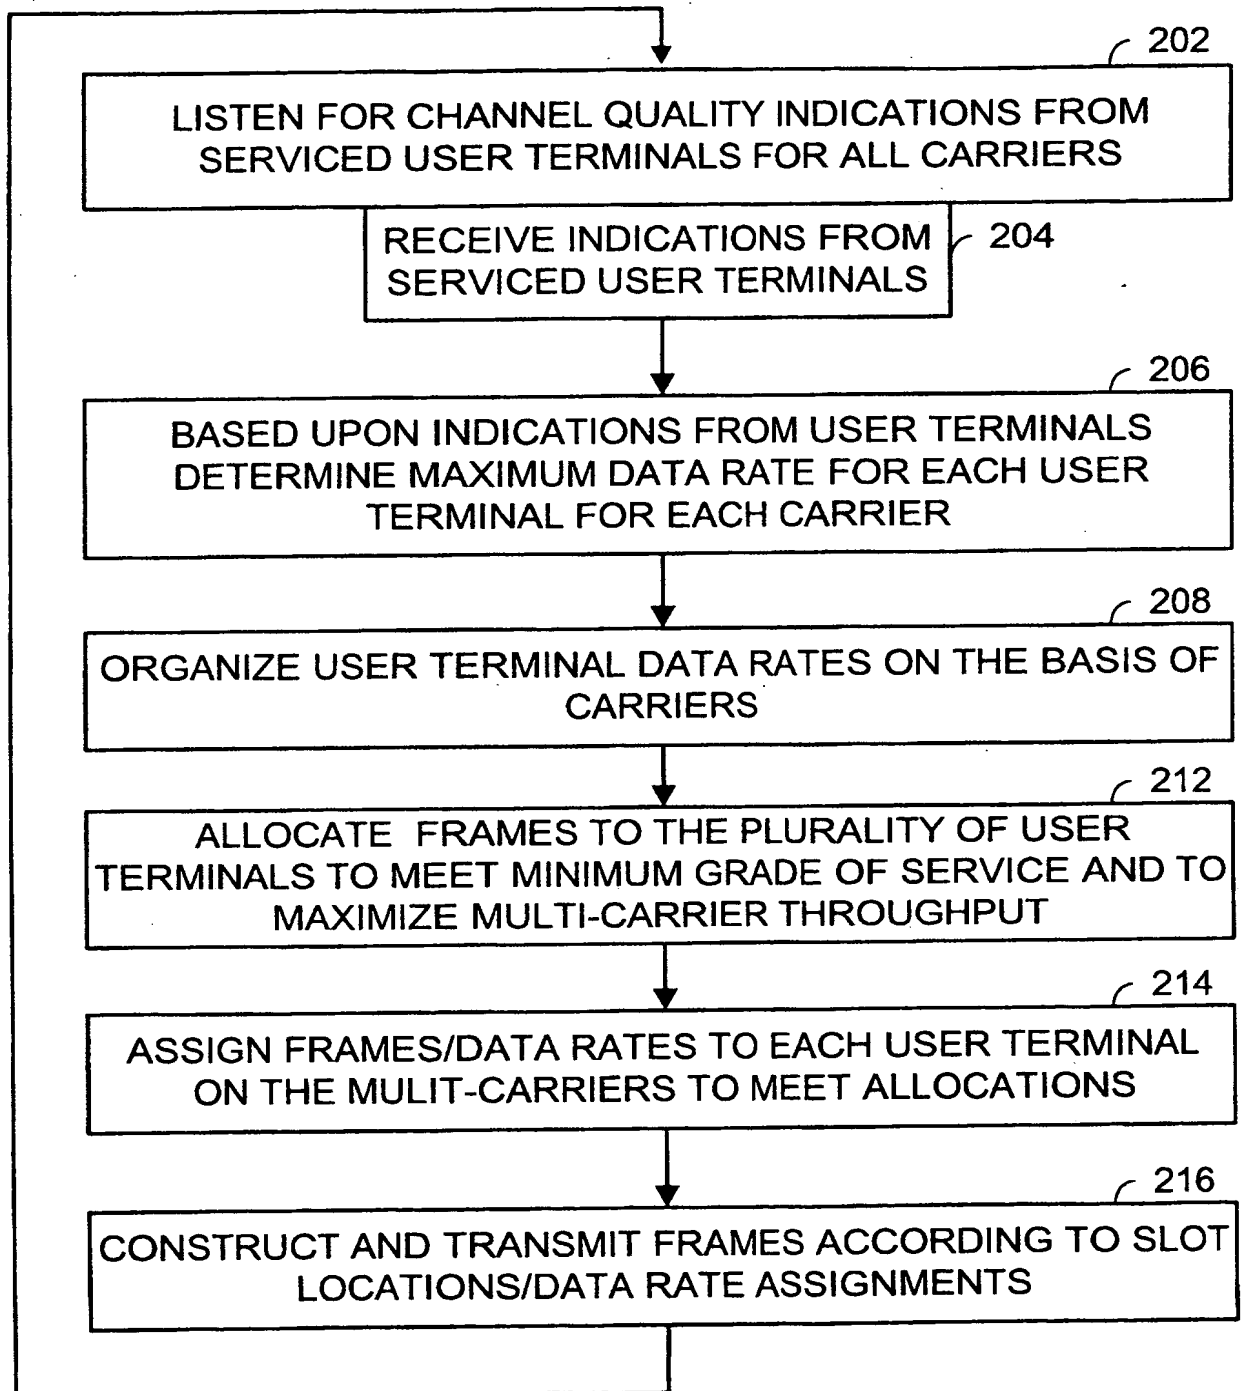 202
LISTEN FOR CHANNEL QUALITY INDICATIONS FROM
SERVICED USER TERMINALS FOR ALL CARRIERS
RECEIVE INDICATIONS FROM
SERVICED USER TERMINALS
204
206
BASED UPON INDICATIONS FROM USER TERMINALS
DETERMINE MAXIMUM DATA RATE FOR EACH USER
TERMINAL FOR EACH CARRIER
208
ORGANIZE USER TERMINAL DATA RATES ON THE BASIS OF
CARRIERS
212
ALLOCATE FRAMES TO THE PLURALITY OF USER
TERMINALS TO MEET MINIMUM GRADE OF SERVICE AND TO
MAXIMIZE MULTI-CARRIER THROUGHPUT
214
ASSIGN FRAMES/DATA RATES TO EACH USER TERMINAL
ON THE MULIT-CARRIERS TO MEET ALLOCATIONS
216
CONSTRUCT AND TRANSMIT FRAMES ACCORDING TO SLOT
LOCATIONS/DATA RATE ASSIGNMENTS